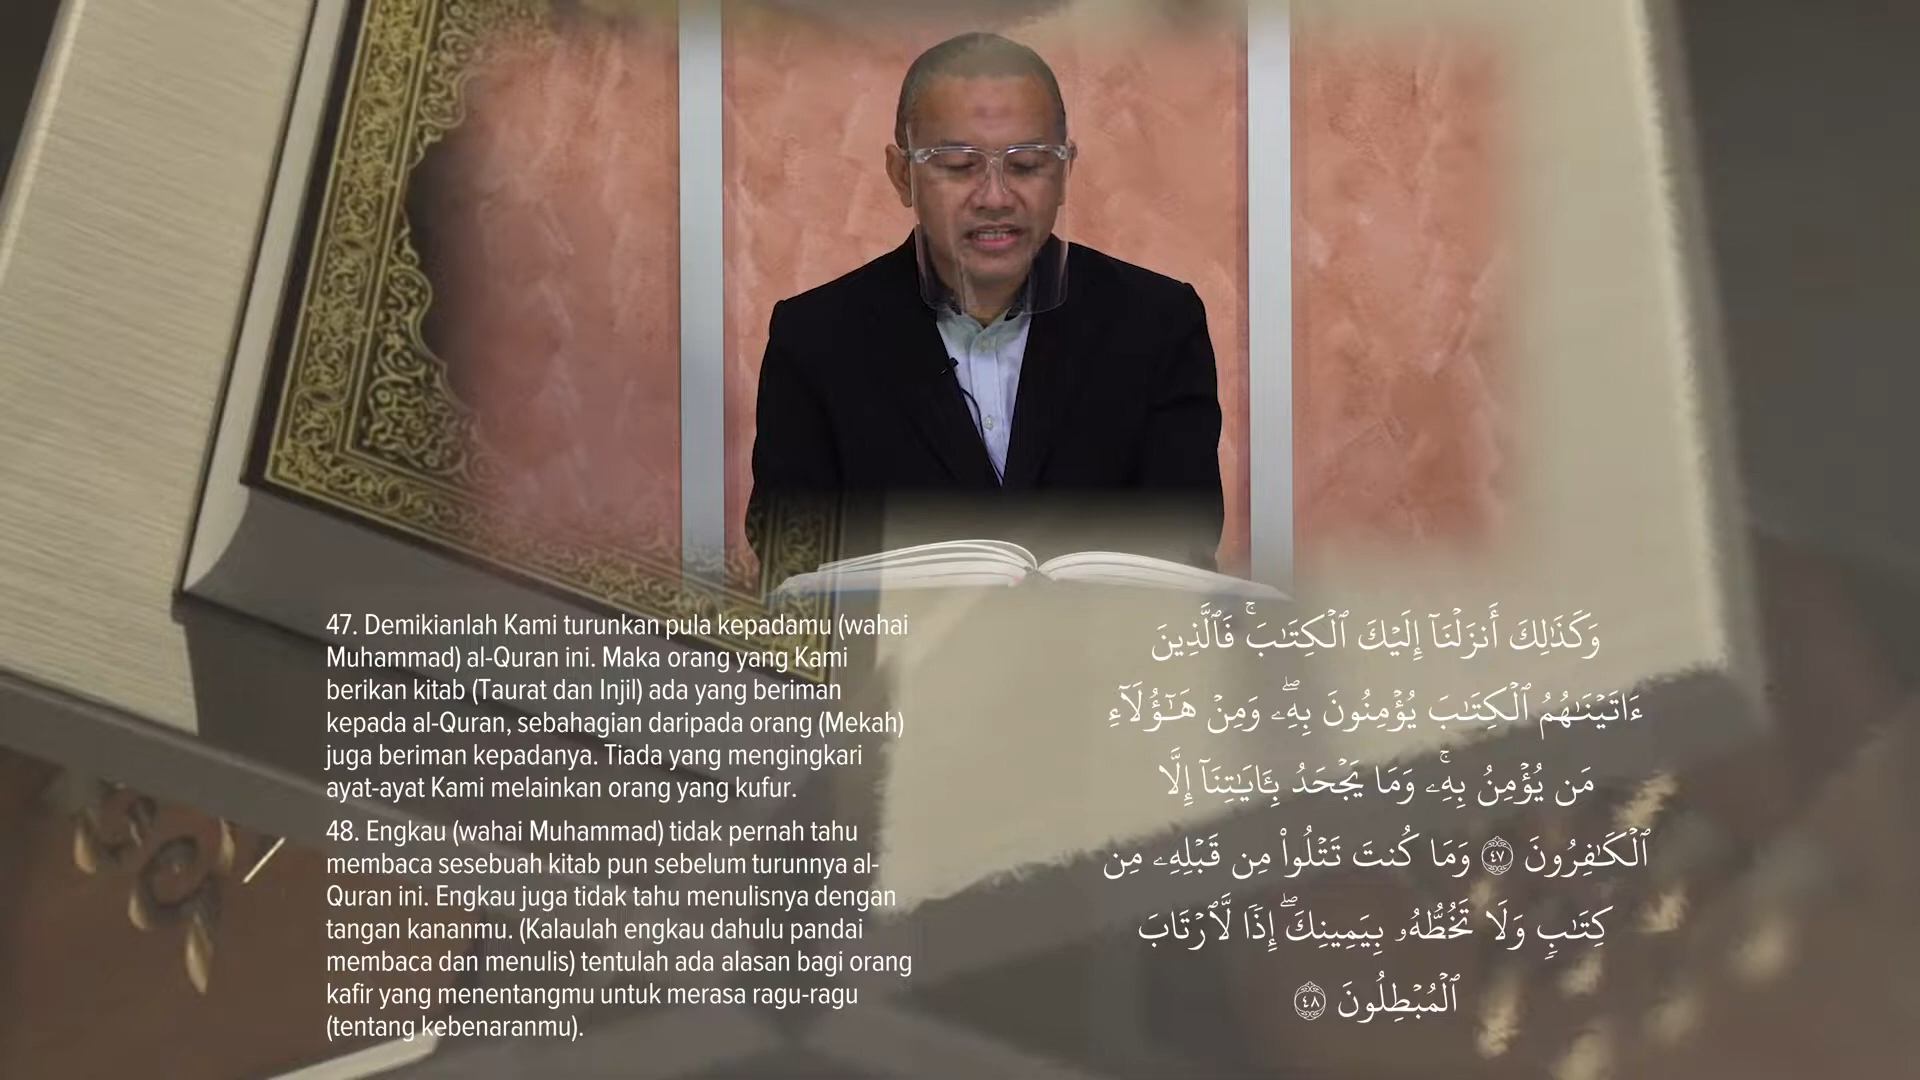 47. Demikianlah Kami turunkan pula kepadamu (wahai
Muhammad) al-Quran ini. Maka orang yang Kami
berikan kitab (Taurat dan Injil) ada yang beriman
kepada al-Quran, sebahagian daripada orang (Mekah)
juga beriman kepadanya. Tiada yang mengingkari
ayat-ayat Kami melainkan orang yang kufur.
48. Engkau (wahai Muhammad) tidak pernah tahu
membaca sesebuah kitab pun sebelum turunnya al-
Quran ini. Engkau juga tidak tahu menulisnya dengan
tangan kananmu. (Kalaulah engkau dahulu pandai
membaca dan menulis) tentulah ada alasan bagi orang
kafir yang menentangmu untuk merasa ragu-ragu
(tentang kebenaranmu).
وَكَذَٰلِكَ أَنزَلْنَآ إِلَيْكَ ٱلْكِتَـٰبَ ۚ فَٱلَّذِينَ
ءَاتَيْنَـٰهُمُ ٱلْكِتَـٰبَ يُؤْمِنُونَ بِهِۦ ۖ وَمِنْ هَـٰٓؤُلَآءِ
مَن يُؤْمِنُ بِهِۦ ۚ وَمَا يَجْحَدُ بِـَٔايَـٰتِنَآ إِلَّا
ٱلْكَـٰفِرُونَ ٤٧ وَمَا كُنتَ تَتْلُوا۟ مِن قَبْلِهِۦ مِن
كِتَـٰبٍ وَلَا تَخُطُّهُۥ بِيَمِينِكَ ۖ إِذًا لَّٱرْتَابَ
ٱلْمُبْطِلُونَ ٤٨